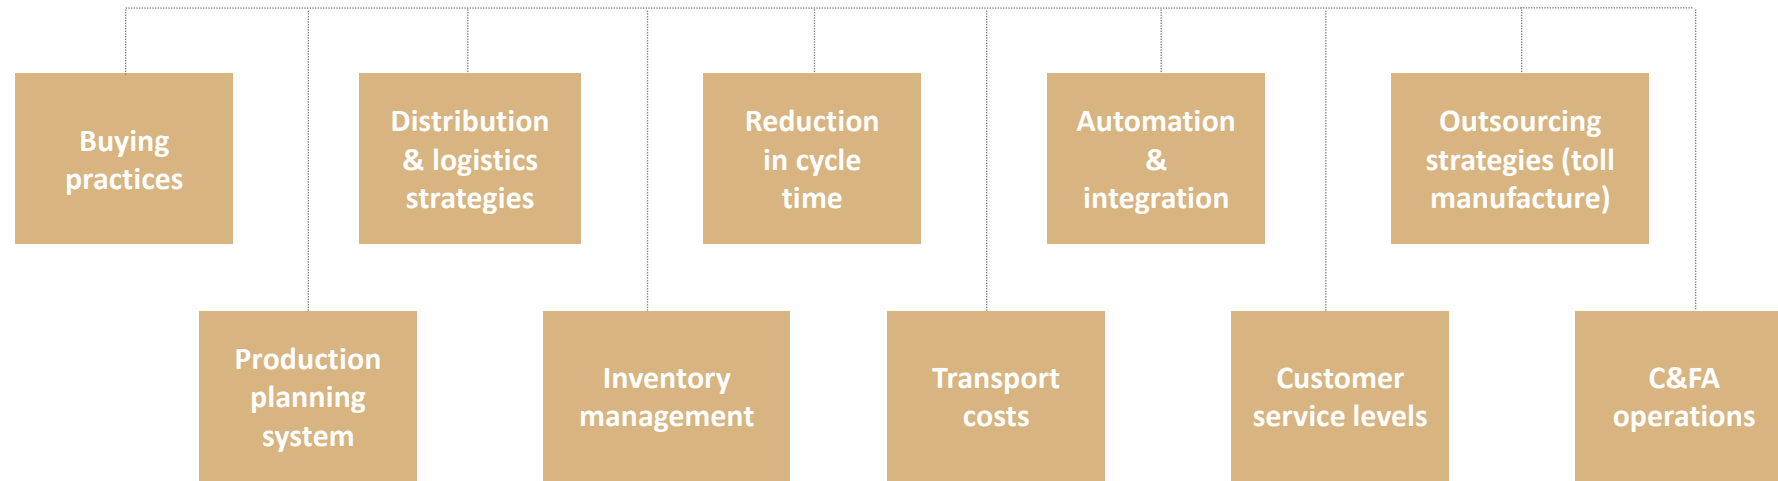 Buying
practices
Distribution
& logistics
strategies
Reduction
in cycle
time
Automation
&
integration
Outsourcing
strategies (toll
manufacture)
Production
planning
system
Inventory
management
Transport
costs
Customer
service levels
C&FA
operations